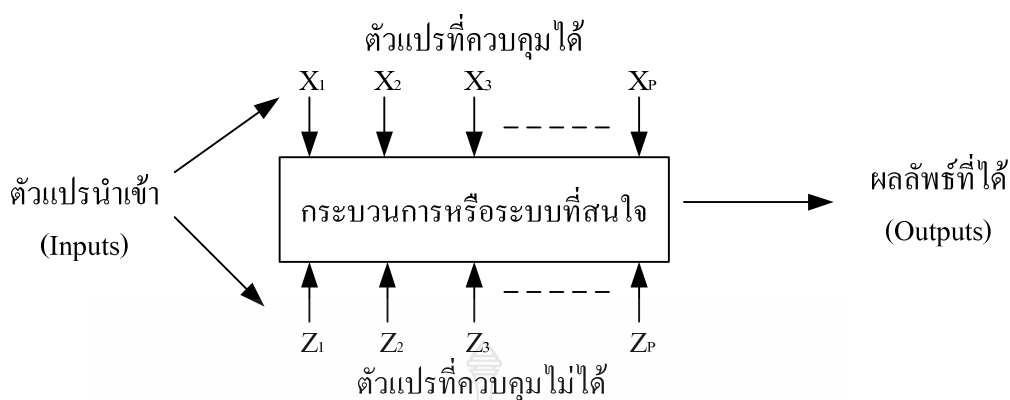 ตัวแปรที่ควบคุมได้
X1 X2 X3 XP
ตัวแปรนำเข้า
(Inputs)
กระบวนการหรือระบบที่สนใจ
ผลลัพธ์ที่ได้
(Outputs)
Z1 Z2 Z3 ZP
ตัวแปรที่ควบคุมไม่ได้